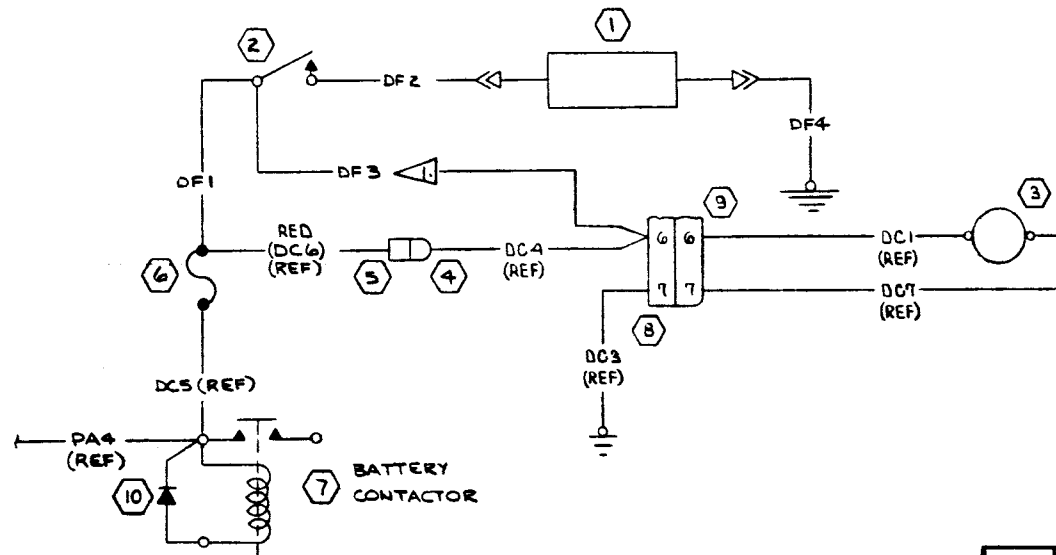 1
2
DF2
DF4
DF3
1.
DF1
9
3
RED
(DC6)
(REF)
DC4
(REF)
6 6
DC1
(REF)
6
5
4
7 7
DC7
(REF)
8
DC3
(REF)
DC5 (REF)
PA4
(REF)
7
BATTERY
CONTACTOR
10